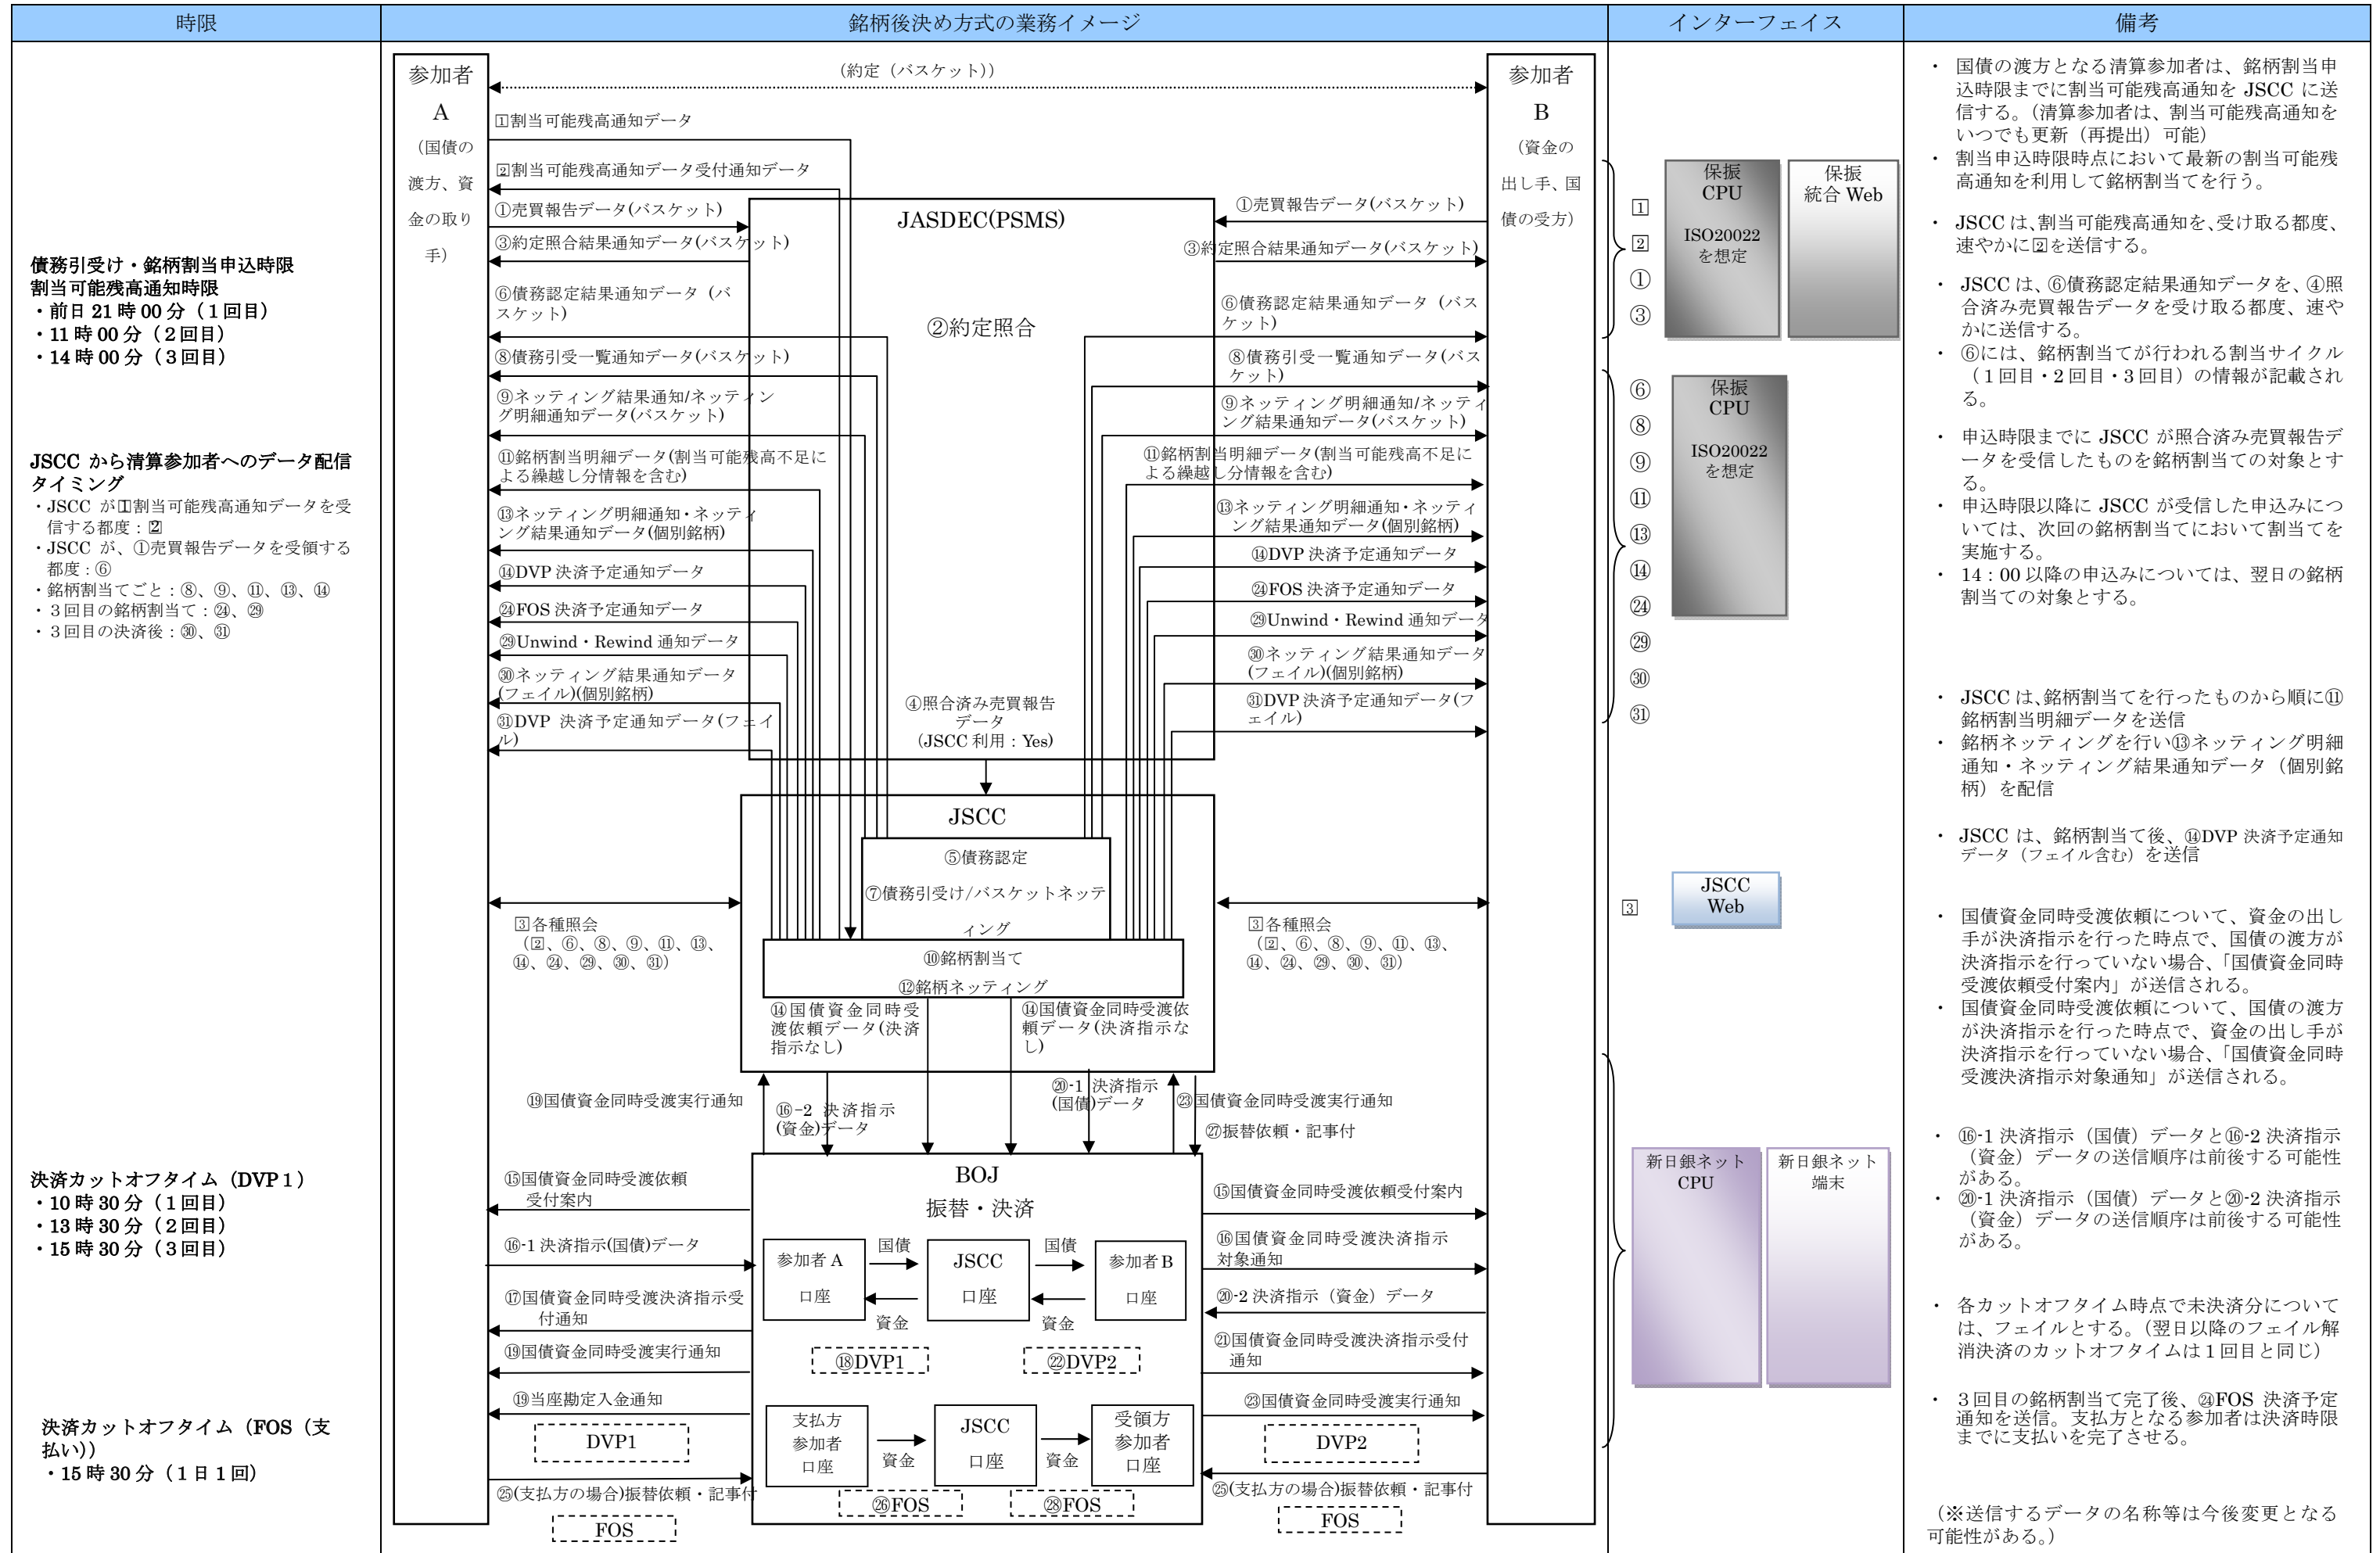 時限
銘柄後決め方式の業務イメージ
インターフェイス
備考
債務引受け・銘柄割当申込時限
割当可能残高通知時限
・前日 21 時 00 分（１回目）
・11 時 00 分（２回目）
・14 時 00 分（３回目）
JSCC から清算参加者へのデータ配信
タイミング
・JSCC が1割当可能残高通知データを受
信する都度：2
・JSCC が、①売買報告データを受領する
都度：⑥
・銘柄割当てごと：⑧、⑨、⑪、⑬、⑭
・３回目の銘柄割当て：㉔、㉙
・３回目の決済後：㉚、㉛
決済カットオフタイム（DVP１）
・10 時 30 分（１回目）
・13 時 30 分（２回目）
・15 時 30 分（３回目）
決済カットオフタイム（FOS（支
払い））
・15 時 30 分（１日１回）
参加者
A
（国債の
渡方、資
金の取り
手）
（約定（バスケット））
1割当可能残高通知データ
2割当可能残高通知データ受付通知データ
①売買報告データ(バスケット)
③約定照合結果通知データ(バスケット)
⑥債務認定結果通知データ（バ
スケット）
⑧債務引受一覧通知データ(バスケット)
⑨ネッティング結果通知/ネッティン
グ明細通知データ(バスケット)
⑪銘柄割当明細データ(割当可能残高不足に
よる繰越し分情報を含む)
⑬ネッティング明細通知・ネッティ
ング結果通知データ(個別銘柄)
⑭DVP 決済予定通知データ
㉔FOS 決済予定通知データ
㉙Unwind・Rewind 通知データ
㉚ネッティング結果通知データ
(フェイル)(個別銘柄)
㉛DVP 決済予定通知データ(フェイ
ル)
3各種照会
（2、⑥、⑧、⑨、⑪、⑬、
⑭、㉔、㉙、㉚、㉛）
⑲国債資金同時受渡実行通知
⑮国債資金同時受渡依頼
受付案内
⑯-1 決済指示(国債)データ
⑰国債資金同時受渡決済指示受
付通知
⑲国債資金同時受渡実行通知
⑲当座勘定入金通知
DVP1
㉕(支払方の場合)振替依頼・記事付
FOS
JASDEC(PSMS)
②約定照合
④照合済み売買報告
データ
（JSCC 利用：Yes)
JSCC
⑤債務認定
⑦債務引受け/バスケットネッテ
ィング
⑩銘柄割当て
⑫銘柄ネッティング
⑭国債資金同時受
渡依頼データ(決済
指示なし)
⑭国債資金同時受渡依
頼データ(決済指示な
し)
⑯-2 決済指示
(資金)データ
⑳-1 決済指示
(国債)データ
㉓国債資金同時受渡実行通知
㉗振替依頼・記事付
BOJ
振替・決済
参加者 A
口座
国債
資金
JSCC
口座
国債
資金
参加者 B
口座
⑱DVP1
㉒DVP2
支払方
参加者
口座
資金
JSCC
口座
資金
受領方
参加者
口座
㉖FOS
㉘FOS
①売買報告データ(バスケット)
③約定照合結果通知データ(バスケット)
⑥債務認定結果通知データ（バス
ケット）
⑧債務引受一覧通知データ(バス
ケット)
⑨ネッティング明細通知/ネッティ
ング結果通知データ(バスケット)
⑪銘柄割当明細データ(割当可能残高不足に
よる繰越し分情報を含む)
⑬ネッティング明細通知・ネッティ
ング結果通知データ(個別銘柄)
⑭DVP 決済予定通知データ
㉔FOS 決済予定通知データ
㉙Unwind・Rewind 通知データ
㉚ネッティング結果通知データ
(フェイル)(個別銘柄)
㉛DVP 決済予定通知データ(フ
ェイル)
3各種照会
（2、⑥、⑧、⑨、⑪、⑬、
⑭、㉔、㉙、㉚、㉛）
⑮国債資金同時受渡依頼受付案内
⑯国債資金同時受渡決済指示
対象通知
⑳-2 決済指示（資金）データ
㉑国債資金同時受渡決済指示受付
通知
㉓国債資金同時受渡実行通知
DVP2
㉕(支払方の場合)振替依頼・記事付
FOS
参加者
B
（資金の
出し手、国
債の受方）
1
2
①
③
保振
CPU
ISO20022
を想定
保振
統合 Web
⑥
⑧
⑨
⑪
⑬
⑭
㉔
㉙
㉚
㉛
保振
CPU
ISO20022
を想定
3
JSCC
Web
新日銀ネット
CPU
新日銀ネット
端末
・ 国債の渡方となる清算参加者は、銘柄割当申
込時限までに割当可能残高通知を JSCC に送
信する。（清算参加者は、割当可能残高通知を
いつでも更新（再提出）可能）
・ 割当申込時限時点において最新の割当可能残
高通知を利用して銘柄割当てを行う。
・ JSCC は、割当可能残高通知を、受け取る都度、
速やかに2を送信する。
・ JSCC は、⑥債務認定結果通知データを、④照
合済み売買報告データを受け取る都度、速や
かに送信する。
・ ⑥には、銘柄割当てが行われる割当サイクル
（１回目・２回目・３回目）の情報が記載され
る。
・ 申込時限までに JSCC が照合済み売買報告デ
ータを受信したものを銘柄割当ての対象とす
る。
・ 申込時限以降に JSCC が受信した申込みにつ
いては、次回の銘柄割当てにおいて割当てを
実施する。
・ 14：00 以降の申込みについては、翌日の銘柄
割当ての対象とする。
・ JSCC は、銘柄割当てを行ったものから順に⑪
銘柄割当明細データを送信
・ 銘柄ネッティングを行い⑬ネッティング明細
通知・ネッティング結果通知データ（個別銘
柄）を配信
・ JSCC は、銘柄割当て後、⑭DVP 決済予定通知
データ（フェイル含む）を送信
・ 国債資金同時受渡依頼について、資金の出し
手が決済指示を行った時点で、国債の渡方が
決済指示を行っていない場合、「国債資金同時
受渡依頼受付案内」が送信される。
・ 国債資金同時受渡依頼について、国債の渡方
が決済指示を行った時点で、資金の出し手が
決済指示を行っていない場合、「国債資金同時
受渡決済指示対象通知」が送信される。
・ ⑯-1 決済指示（国債）データと⑯-2 決済指示
（資金）データの送信順序は前後する可能性
がある。
・ ⑳-1 決済指示（国債）データと⑳-2 決済指示
（資金）データの送信順序は前後する可能性
がある。
・ 各カットオフタイム時点で未決済分について
は、フェイルとする。（翌日以降のフェイル解
消決済のカットオフタイムは１回目と同じ）
・ ３回目の銘柄割当て完了後、㉔FOS 決済予定
通知を送信。支払方となる参加者は決済時限
までに支払いを完了させる。
（※送信するデータの名称等は今後変更となる
可能性がある。）